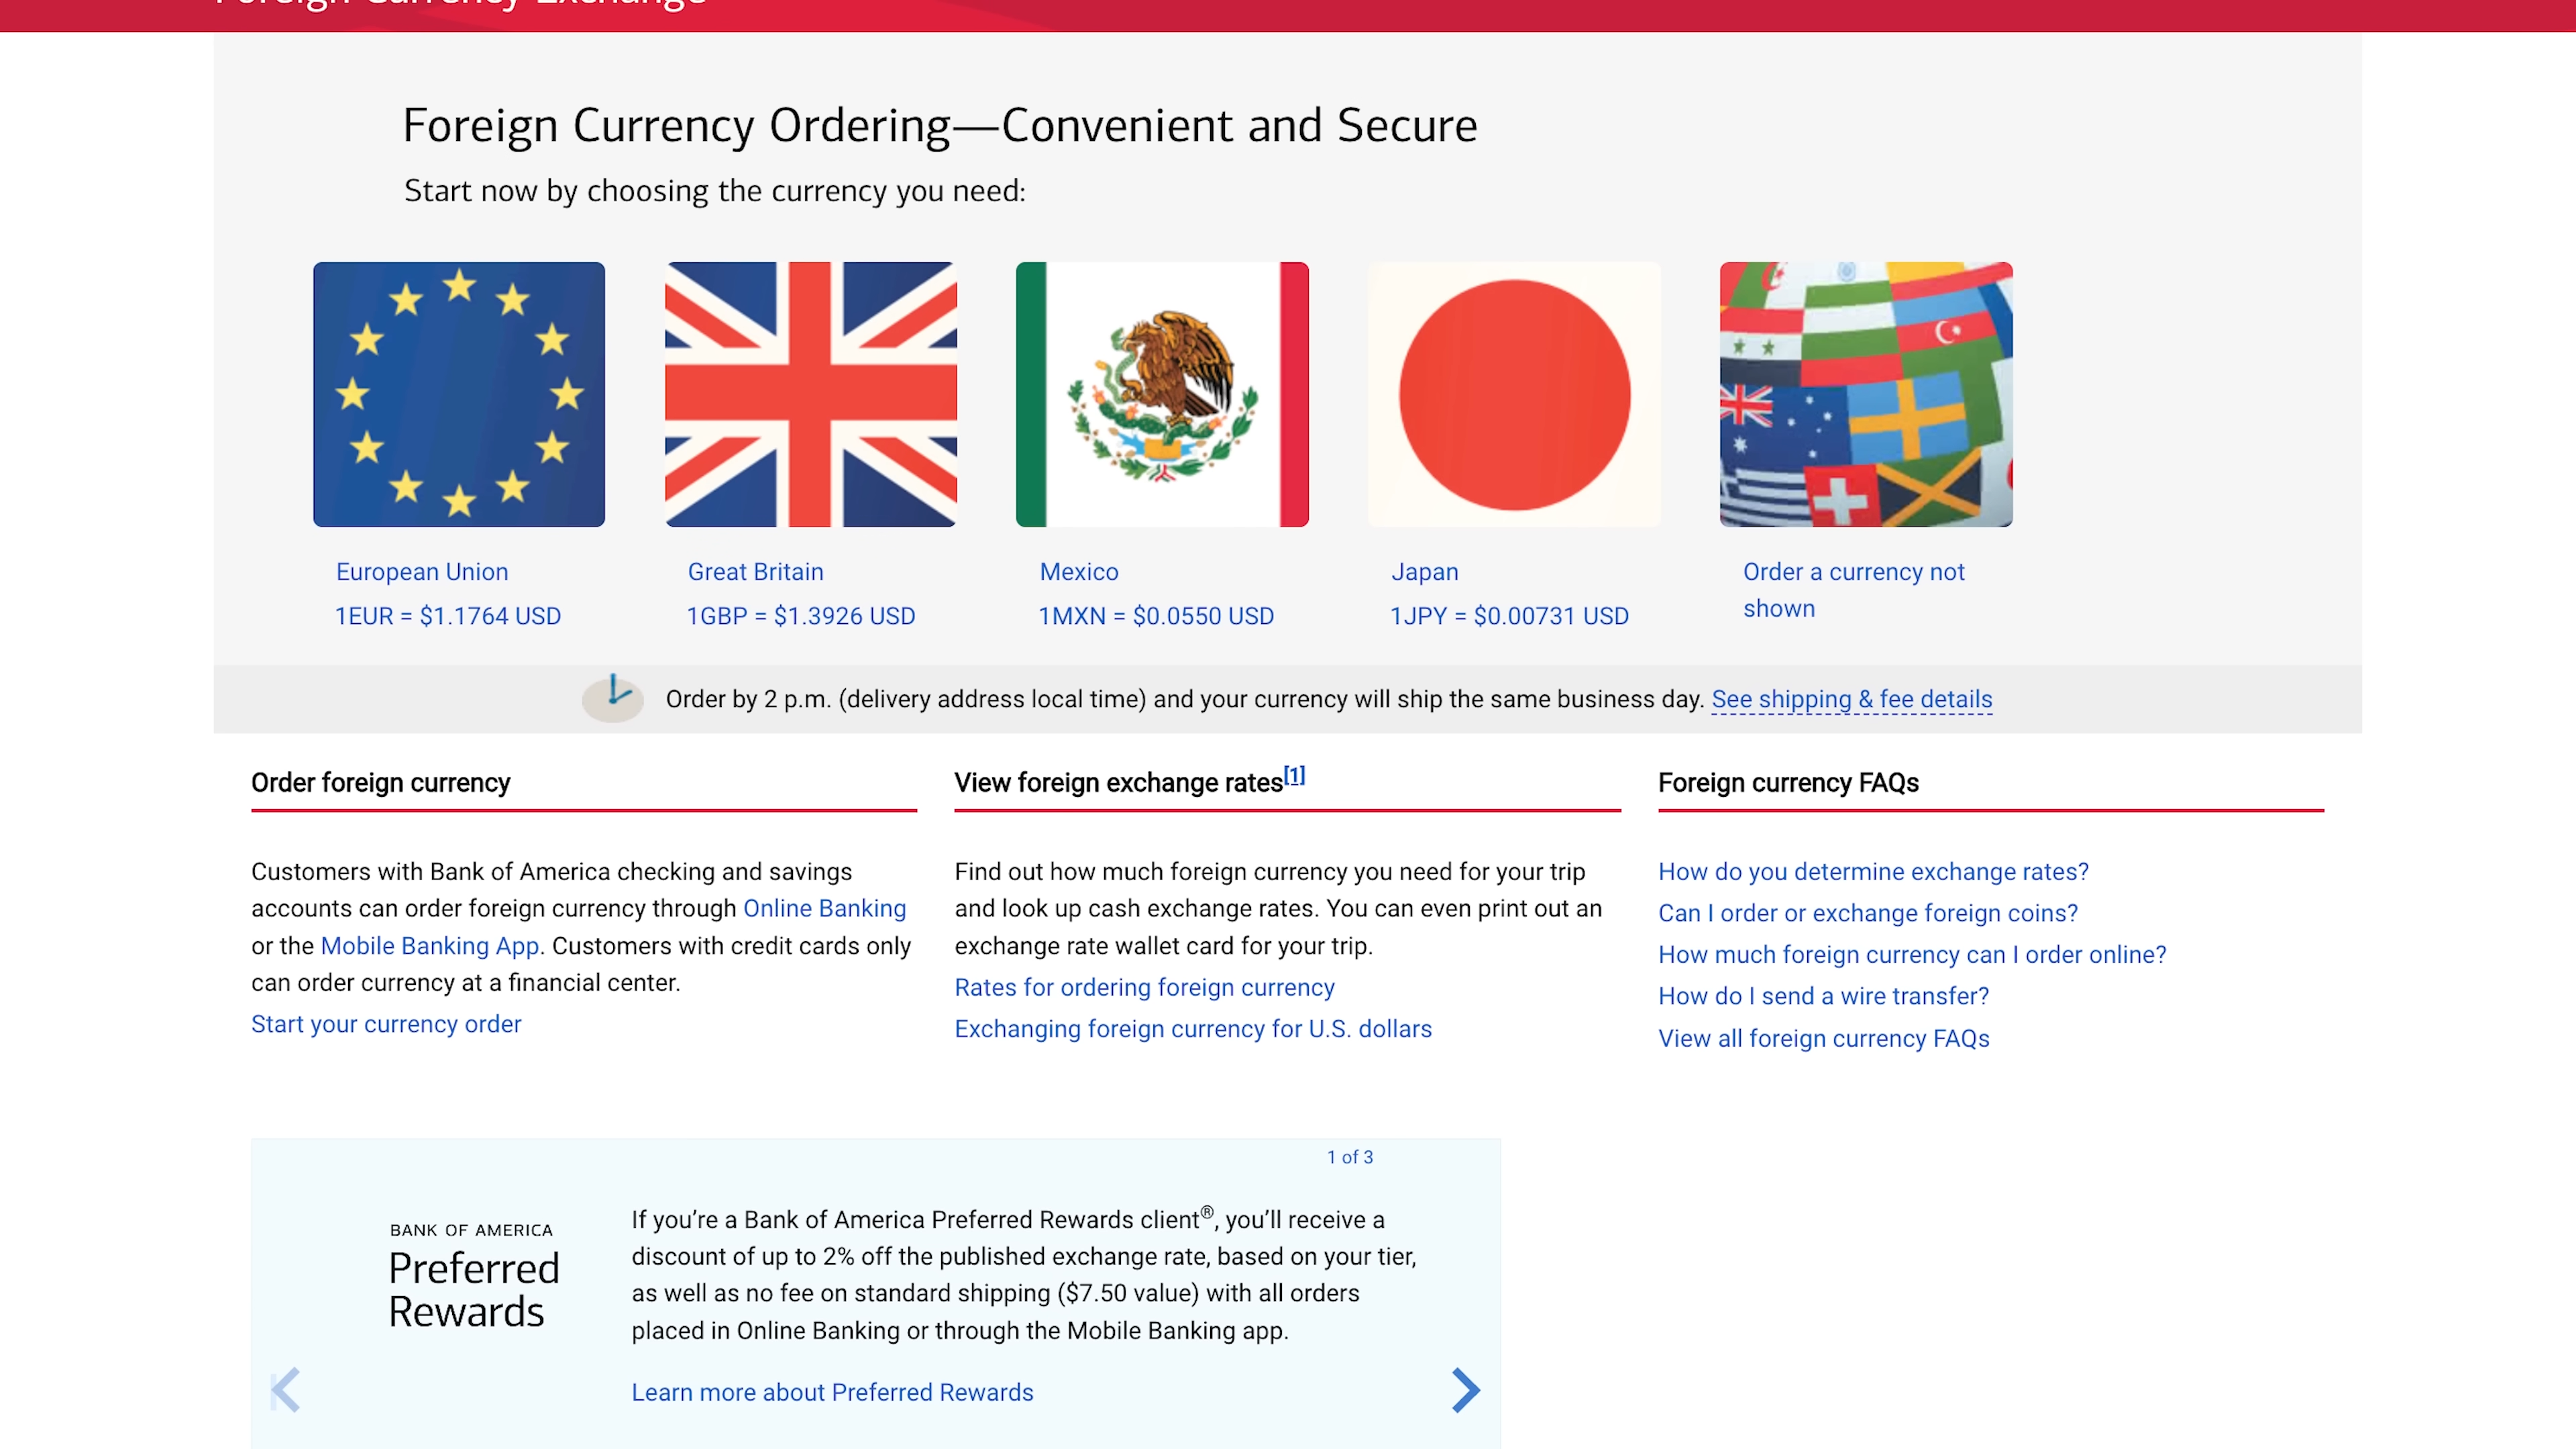 Foreign Currency Exchange
Foreign Currency Ordering—Convenient and Secure
Start now by choosing the currency you need:
European Union
1EUR = $1.1764 USD
Great Britain
1GBP = $1.3926 USD
Mexico
1MXN = $0.0550 USD
Japan
1JPY = $0.00731 USD
Order a currency not
shown
Order by 2 p.m. (delivery address local time) and your currency will ship the same business day. See shipping & fee details
Order foreign currency
Customers with Bank of America checking and savings
accounts can order foreign currency through Online Banking
or the Mobile Banking App. Customers with credit cards only
can order currency at a financial center.
Start your currency order
View foreign exchange rates[1]
Find out how much foreign currency you need for your trip
and look up cash exchange rates. You can even print out an
exchange rate wallet card for your trip.
Rates for ordering foreign currency
Exchanging foreign currency for U.S. dollars
Foreign currency FAQs
How do you determine exchange rates?
Can I order or exchange foreign coins?
How much foreign currency can I order online?
How do I send a wire transfer?
View all foreign currency FAQs
1 of 3
BANK OF AMERICA
Preferred
Rewards
If you’re a Bank of America Preferred Rewards client®, you’ll receive a
discount of up to 2% off the published exchange rate, based on your tier,
as well as no fee on standard shipping ($7.50 value) with all orders
placed in Online Banking or through the Mobile Banking app.
Learn more about Preferred Rewards